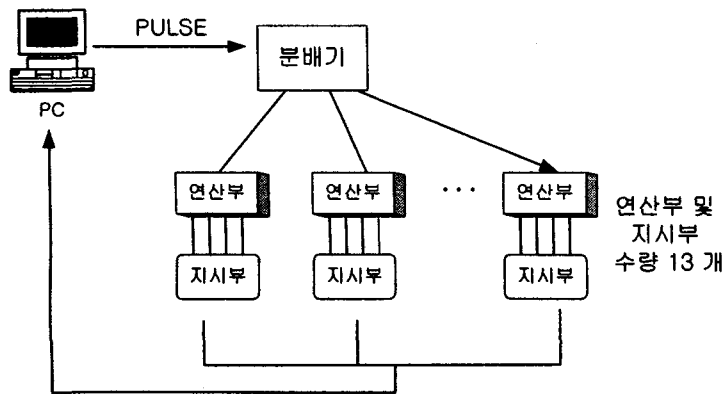 PULSE
분배기
PC
연산부
연산부
...
연산부
지시부
지시부
지시부
연산부 및
지시부
수량 13 개